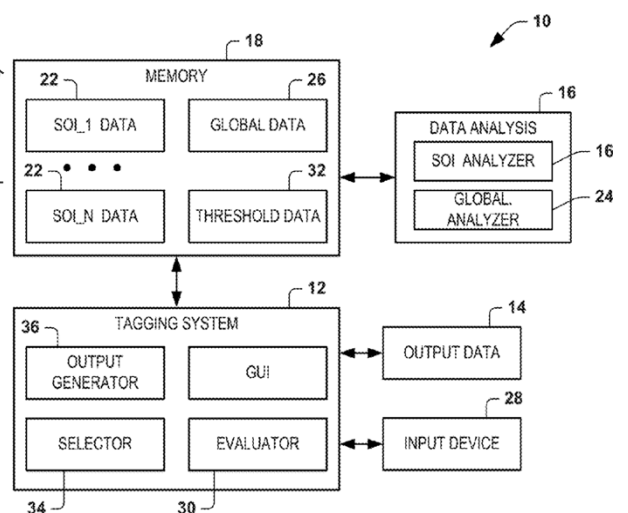 10
18
MEMORY
22
SOI_1 DATA
26
GLOBAL DATA
22
SOI_N DATA
32
THRESHOLD DATA
16
DATA ANALYSIS
SOI ANALYZER
16
GLOBAL.
ANALYZER
24
12
TAGGING SYSTEM
36
OUTPUT
GENERATOR
GUI
SELECTOR
34
EVALUATOR
30
14
OUTPUT DATA
28
INPUT DEVICE